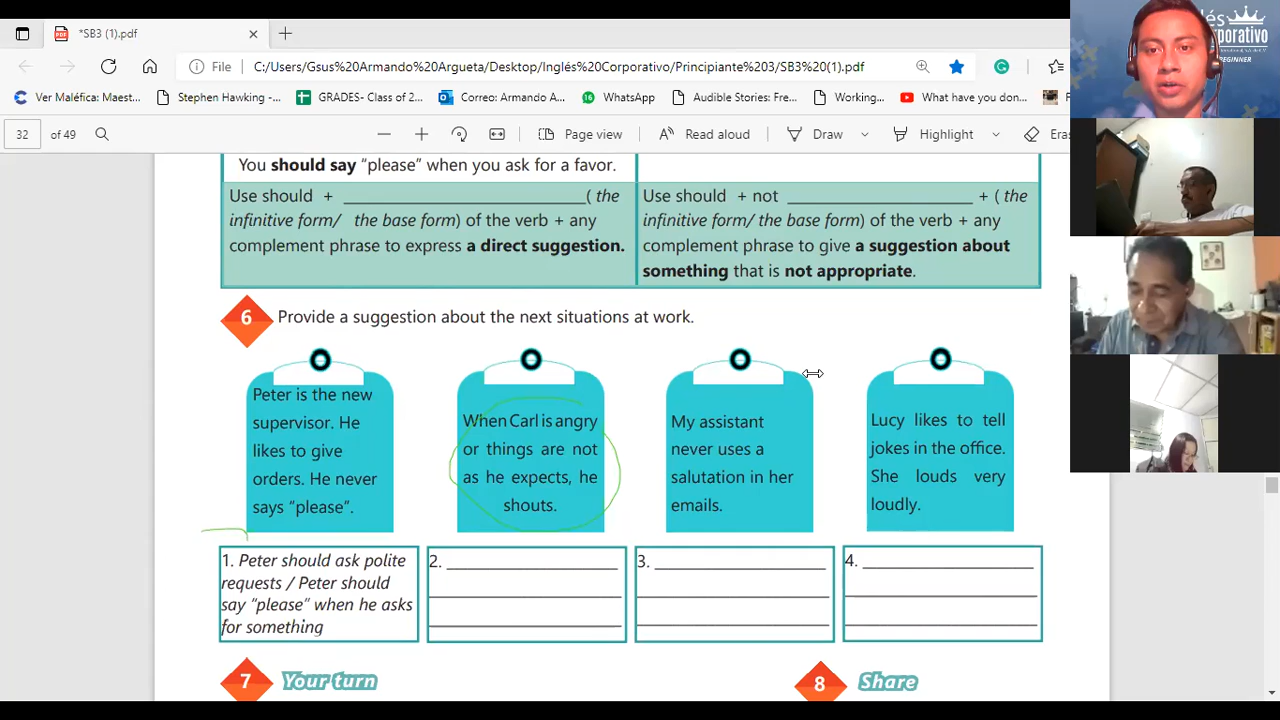 *SB3 (1).pdf
File
C:/Users/Gsus%20Armando%20Argueta/Desktop/Inglés%20Corporativo/Principiante%203/SB3%20(1).pdf
Ver Maléfica: Maest...
Stephen Hawking -...
GRADES- Class of 2...
Correo: Armando A...
WhatsApp
Audible Stories: Fre...
Working...
What have you don...
32 of 49
Page view
Read aloud
Draw
Highlight
Eras
You should say “please” when you ask for a favor.
Use should + __________________________( the
infinitive form/ the base form) of the verb + any
complement phrase to express a direct suggestion.
Use should + not ____________________ + ( the
infinitive form/ the base form) of the verb + any
complement phrase to give a suggestion about
something that is not appropriate.
6 Provide a suggestion about the next situations at work.
Peter is the new
supervisor. He
likes to give
orders. He never
says “please”.
When Carl is angry
or things are not
as he expects, he
shouts.
My assistant
never uses a
salutation in her
emails.
Lucy likes to tell
jokes in the office.
She louds very
loudly.
1. Peter should ask polite
requests / Peter should
say “please” when he asks
for something
2. ___________________
3. ___________________
4. ___________________
7 Your turn
8 Share
BEGINNER